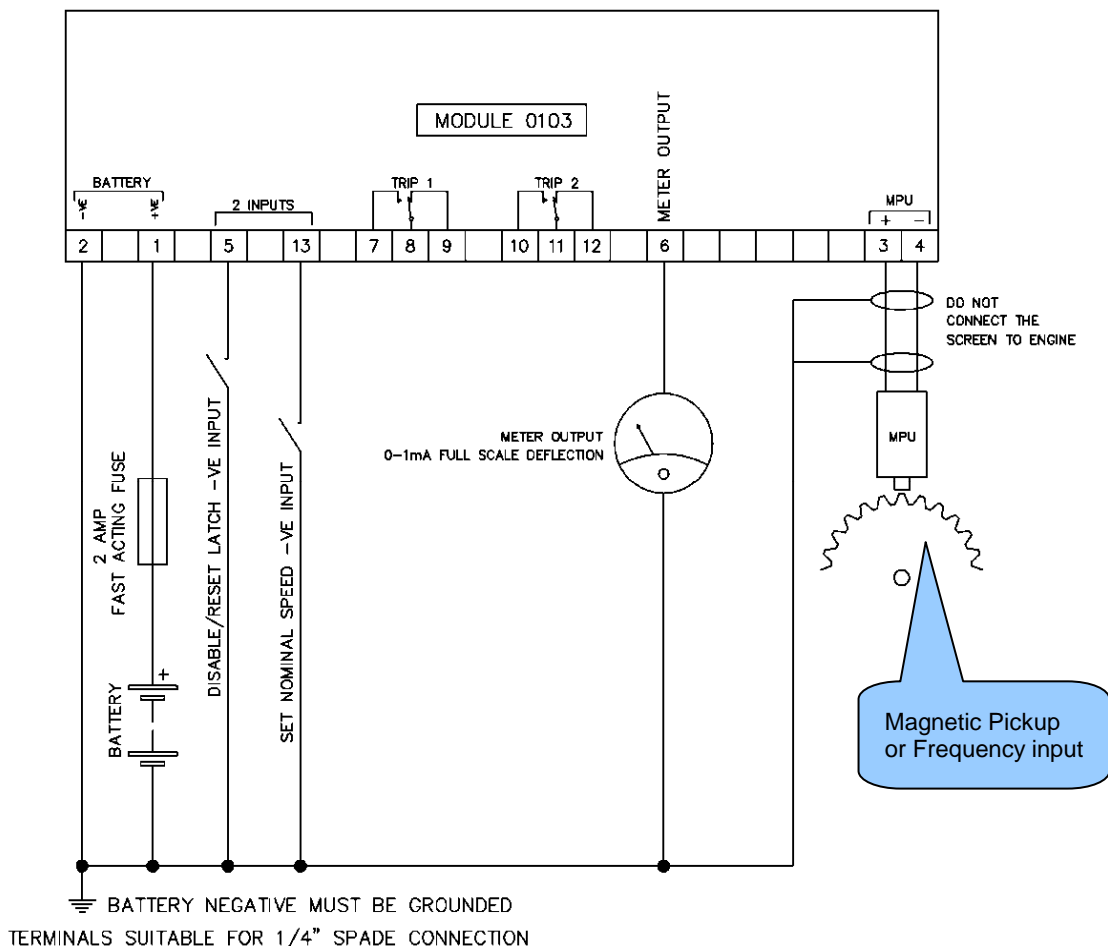 MODULE 0103
METER OUTPUT
BATTERY
-VE
+VE
2 INPUTS
TRIP 1
TRIP 2
MPU
+
−
2
1
5
13
7
8
9
10
11
12
6
3
4
DO NOT
CONNECT THE
SCREEN TO ENGINE
2 AMP
FAST ACTING FUSE
+
BATTERY
DISABLE/RESET LATCH -VE INPUT
SET NOMINAL SPEED -VE INPUT
METER OUTPUT
0-1mA FULL SCALE DEFLECTION
MPU
Magnetic Pickup
or Frequency input
BATTERY NEGATIVE MUST BE GROUNDED
TERMINALS SUITABLE FOR 1/4" SPADE CONNECTION